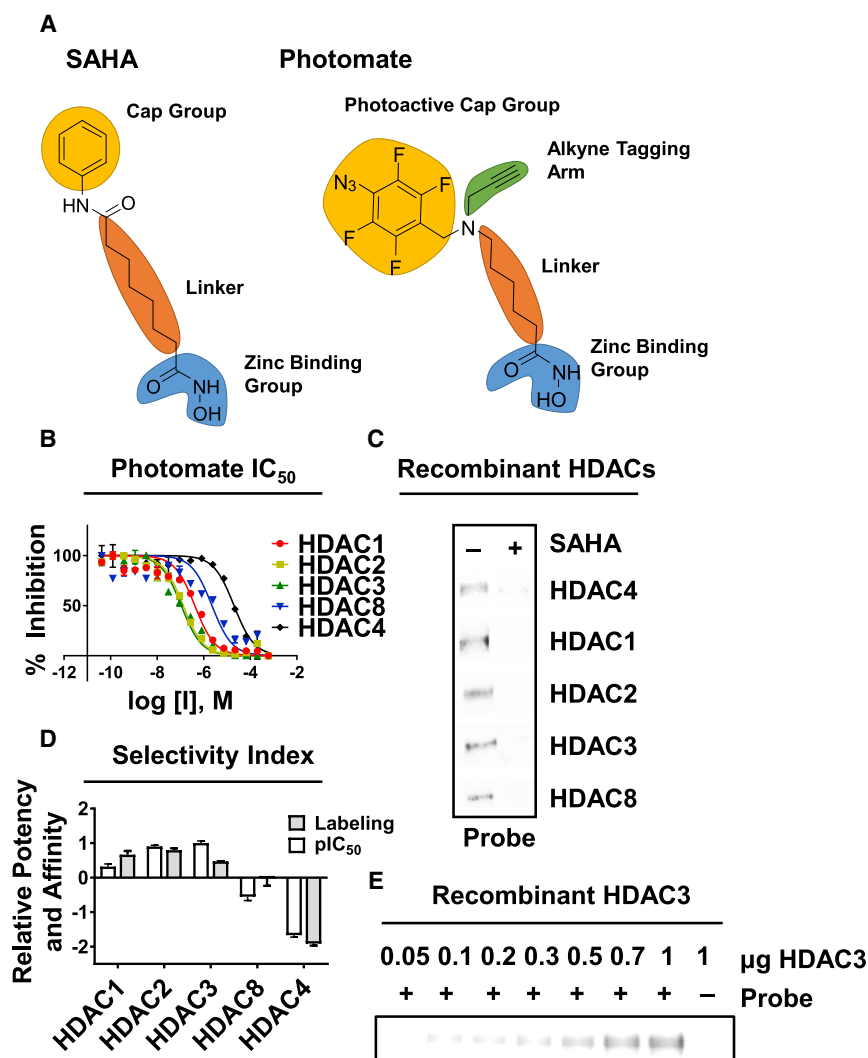 A
SAHA
Photomate
Cap Group
Photoactive Cap Group
Alkyne Tagging
Arm
F
N3
F
F
F
N
HN
O
Linker
Linker
Zinc Binding
Group
Zinc Binding
Group
O
NH
OH
O
NH
HO
B
Photomate IC50
% Inhibition
100
50
-12
-10
-8
-6
-4
-2
log [I], M
HDAC1
HDAC2
HDAC3
HDAC8
HDAC4
C
Recombinant HDACs
– + SAHA
HDAC4
HDAC1
HDAC2
HDAC3
HDAC8
Probe
D
Selectivity Index
Relative Potency
and Affinity
2
1
0
-1
-2
Labeling
pIC50
HDAC1
HDAC2
HDAC3
HDAC8
HDAC4
E
Recombinant HDAC3
0.05 0.1 0.2 0.3 0.5 0.7 1 1 µg HDAC3
+ + + + + + + – Probe